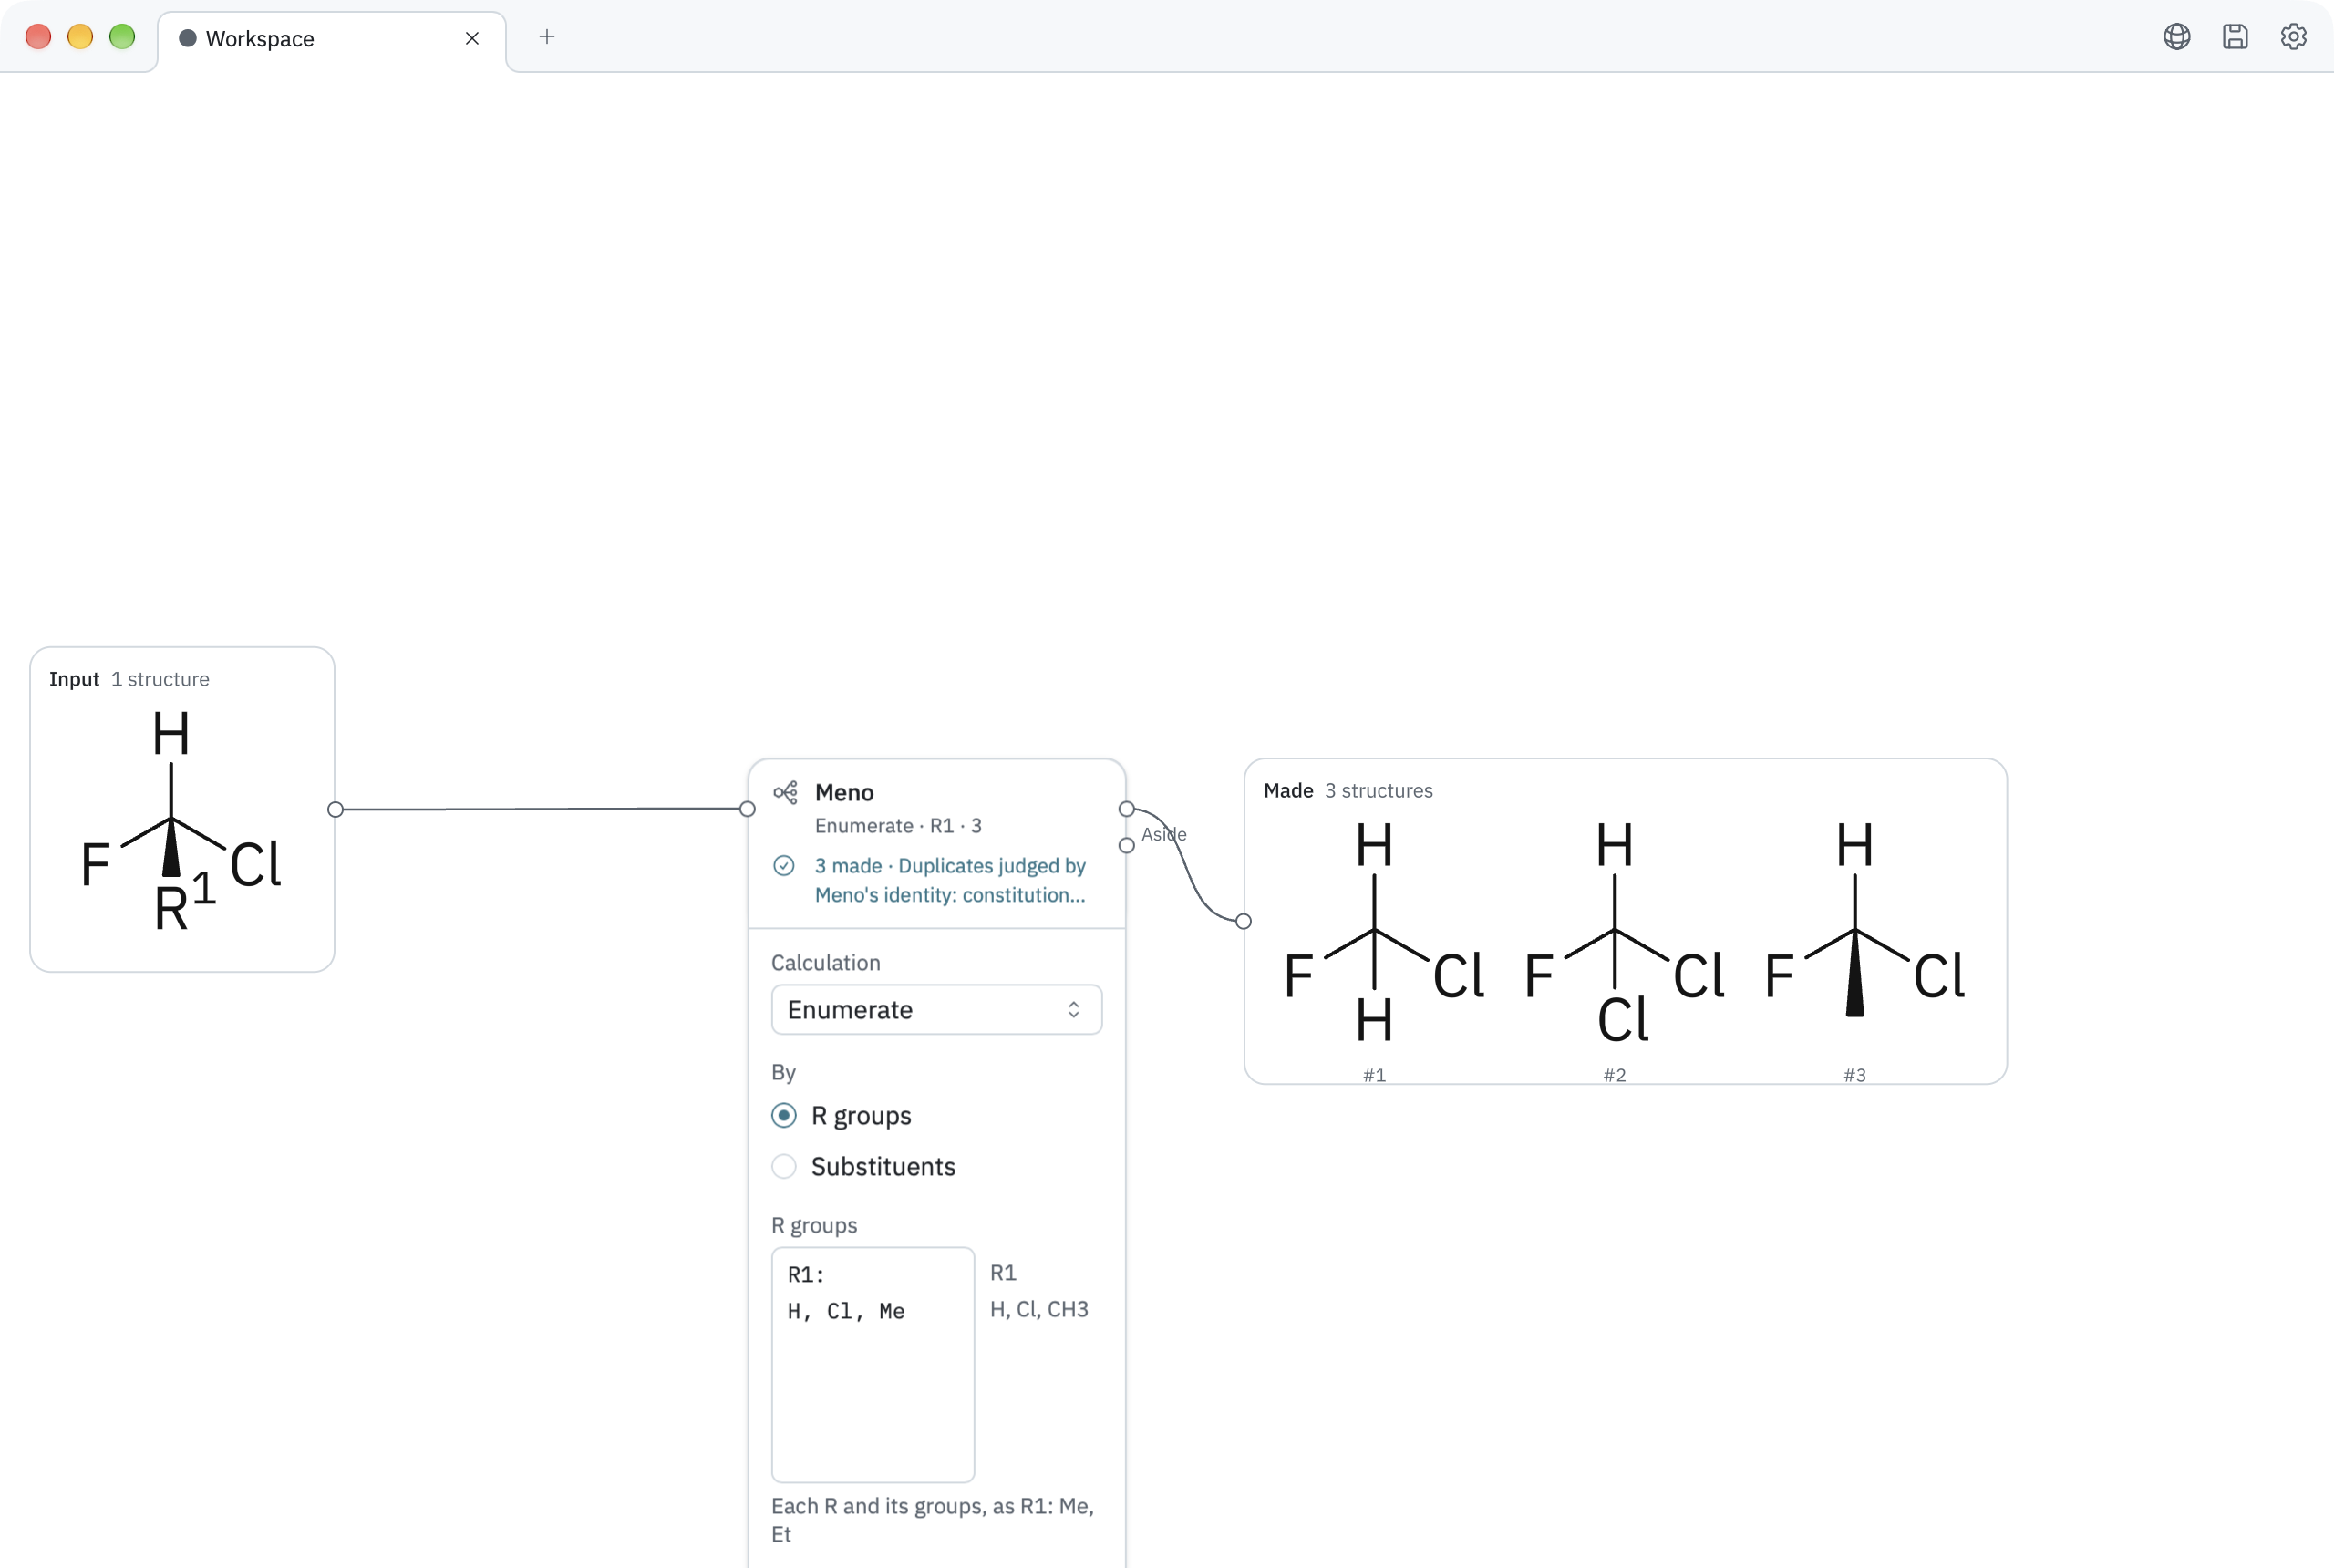 Workspace
Input 1 structure
H
F
Cl
R1
Meno
Enumerate · R1 · 3
3 made · Duplicates judged by
Meno's identity: constitution...
Aside
Calculation
Enumerate
By
R groups
Substituents
R groups
R1:
H, Cl, Me
R1
H, Cl, CH3
Each R and its groups, as R1: Me,
Et
Made 3 structures
H H H
F Cl F Cl F Cl
H Cl
#1 #2 #3